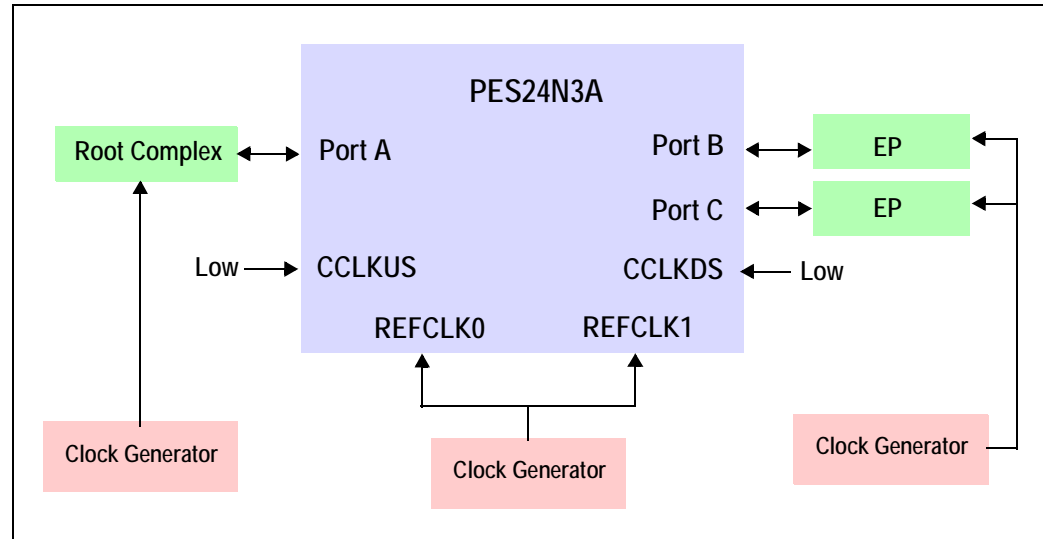 PES24N3A
Root Complex
Port A
Port B
EP
Port C
EP
Low
CCLKUS
CCLKDS
Low
REFCLK0
REFCLK1
Clock Generator
Clock Generator
Clock Generator